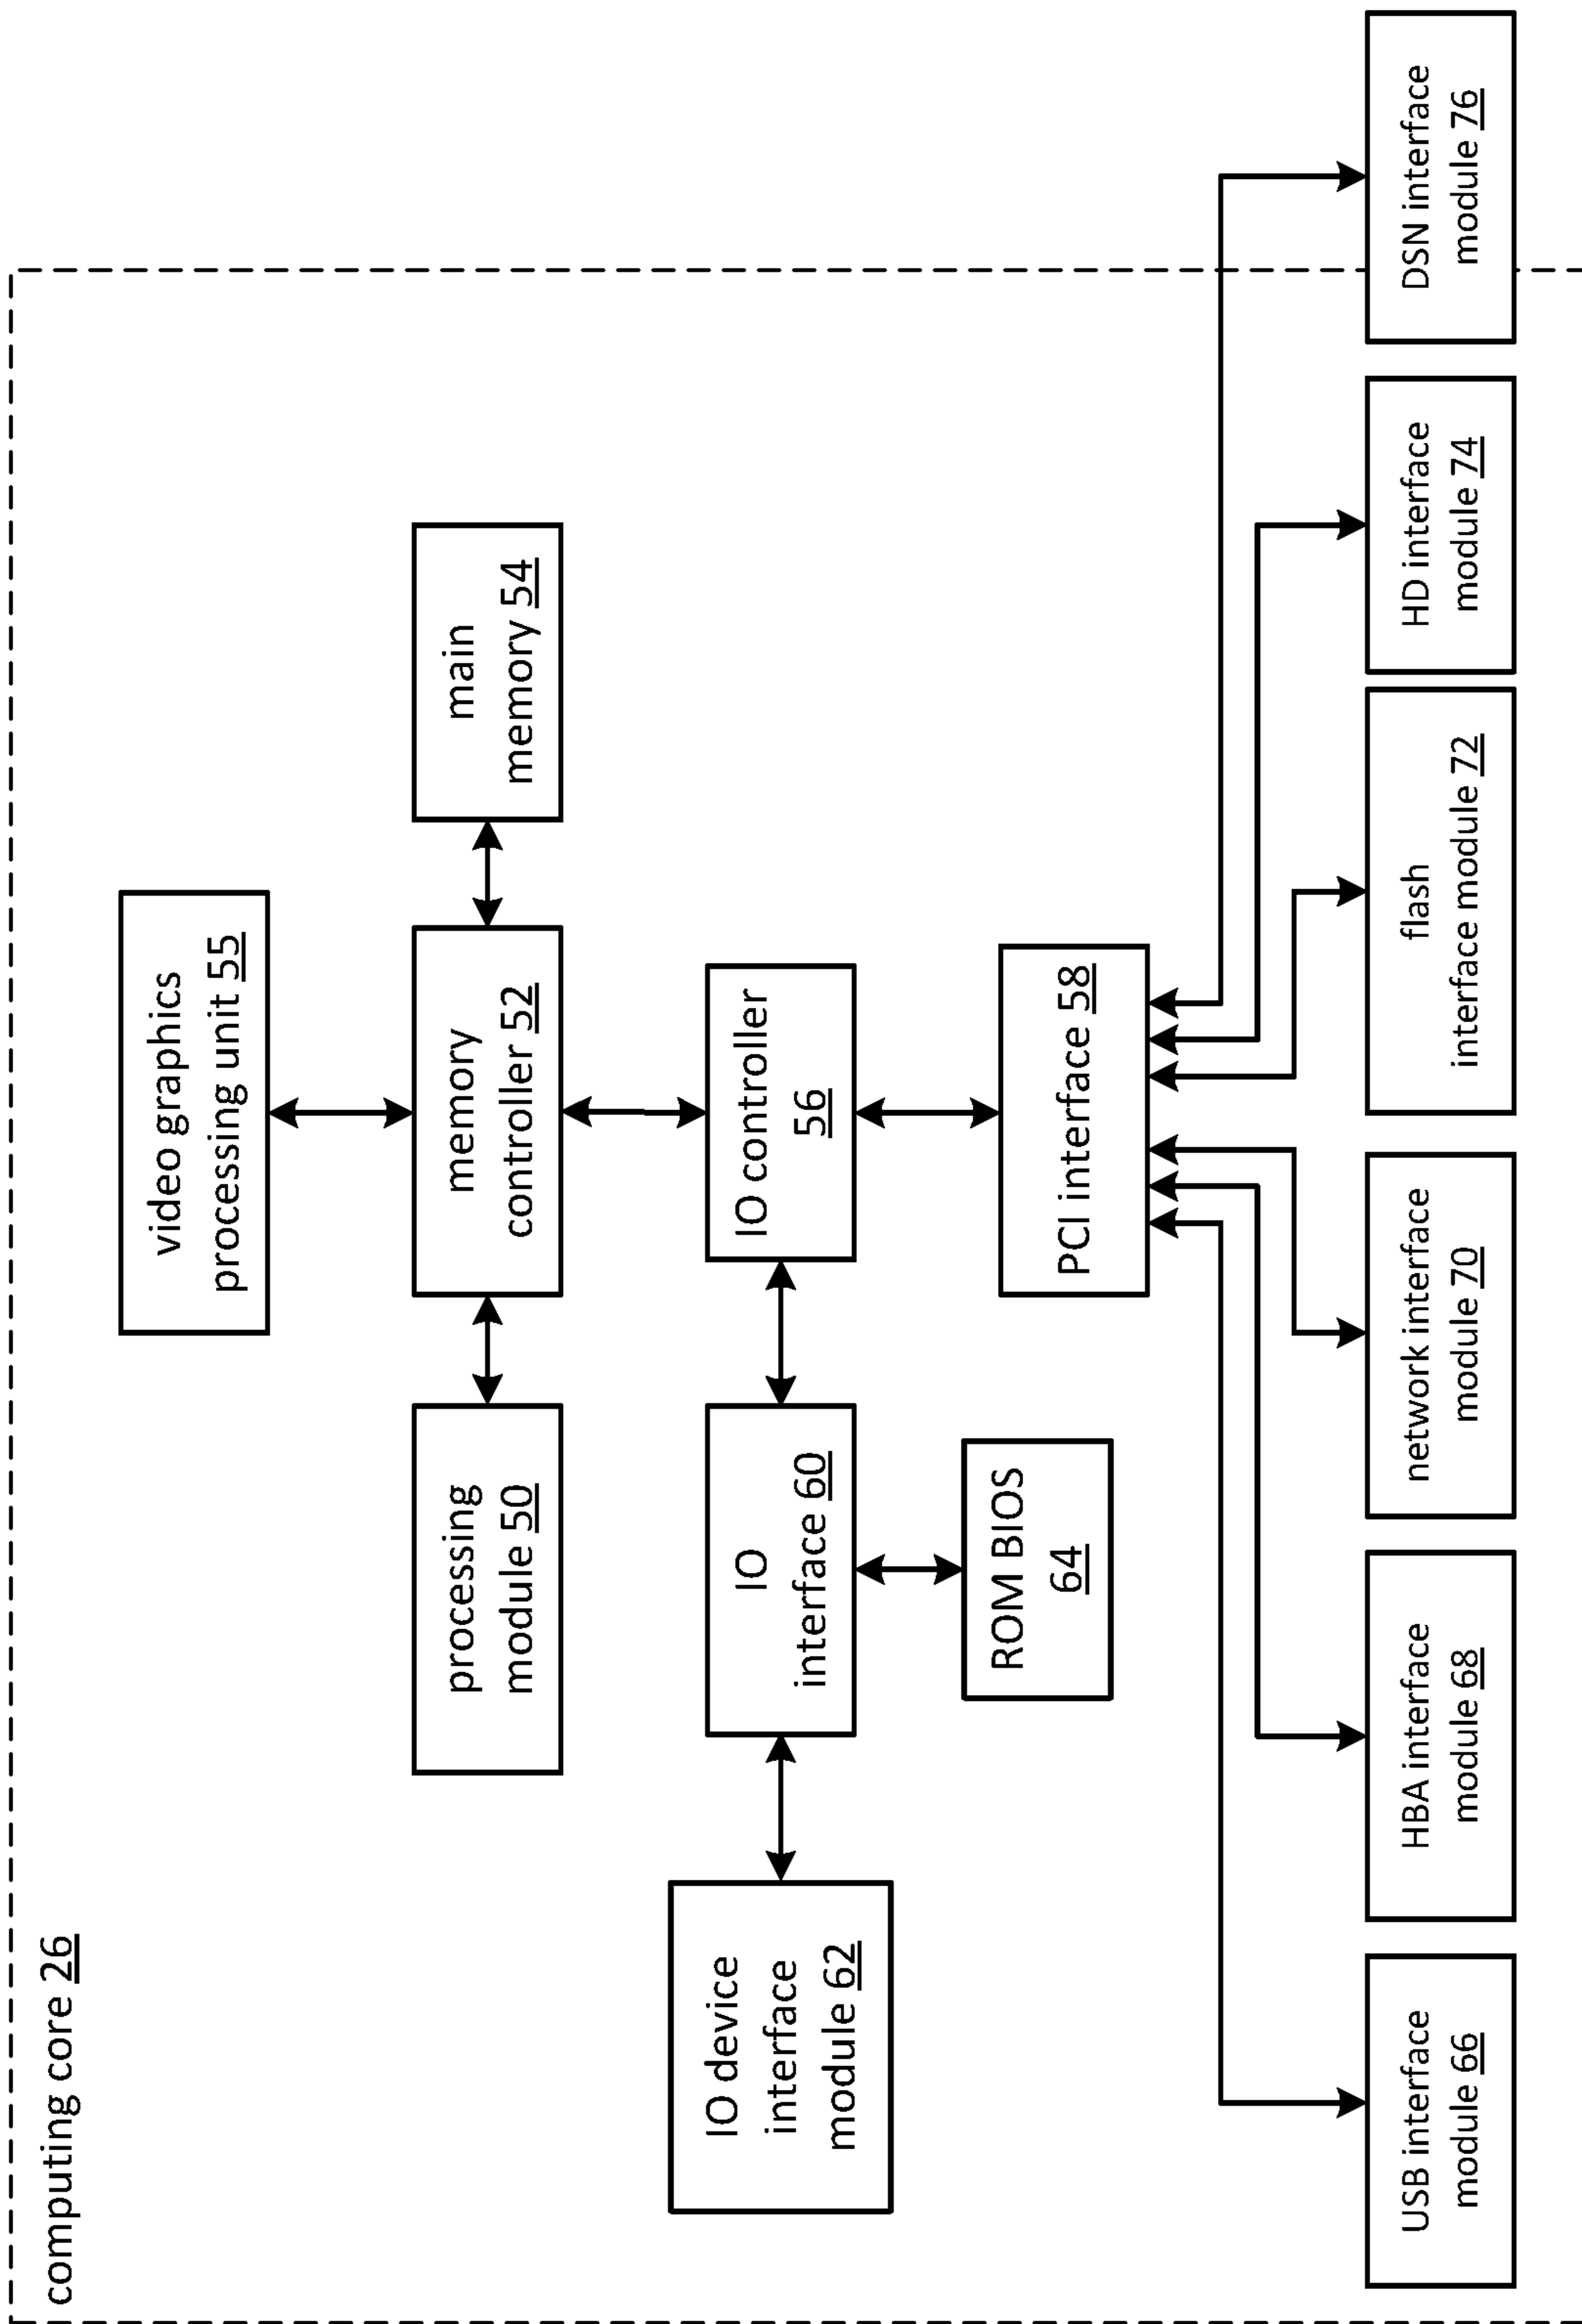 computing core 26
video graphics
processing unit 55
processing
module 50
memory
controller 52
main
memory 54
IO device
interface
module 62
IO
interface 60
IO controller
56
ROM BIOS
64
PCI interface 58
USB interface
module 66
HBA interface
module 68
network interface
module 70
flash
interface module 72
HD interface
module 74
DSN interface
module 76